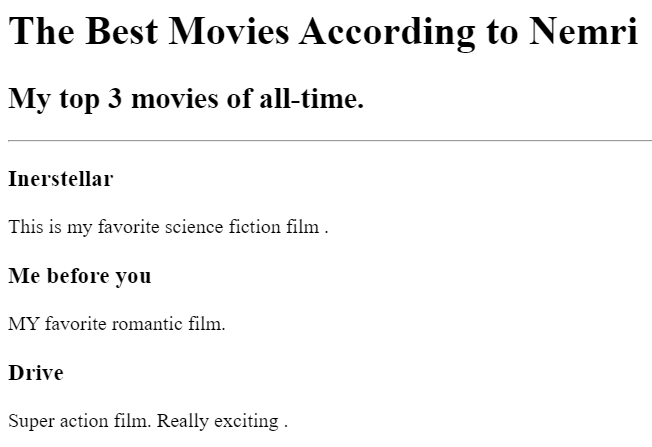 The Best Movies According to Nemri
My top 3 movies of all-time.
Inerstellar
This is my favorite science fiction film .
Me before you
MY favorite romantic film.
Drive
Super action film. Really exciting .